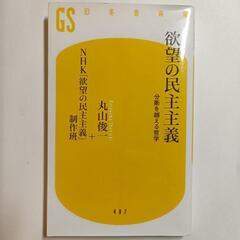 GS 幻冬舎新書
欲望の民主主義
分断を越える哲学
丸山俊一
+
NHK「欲望の民主主義」
制作班
487